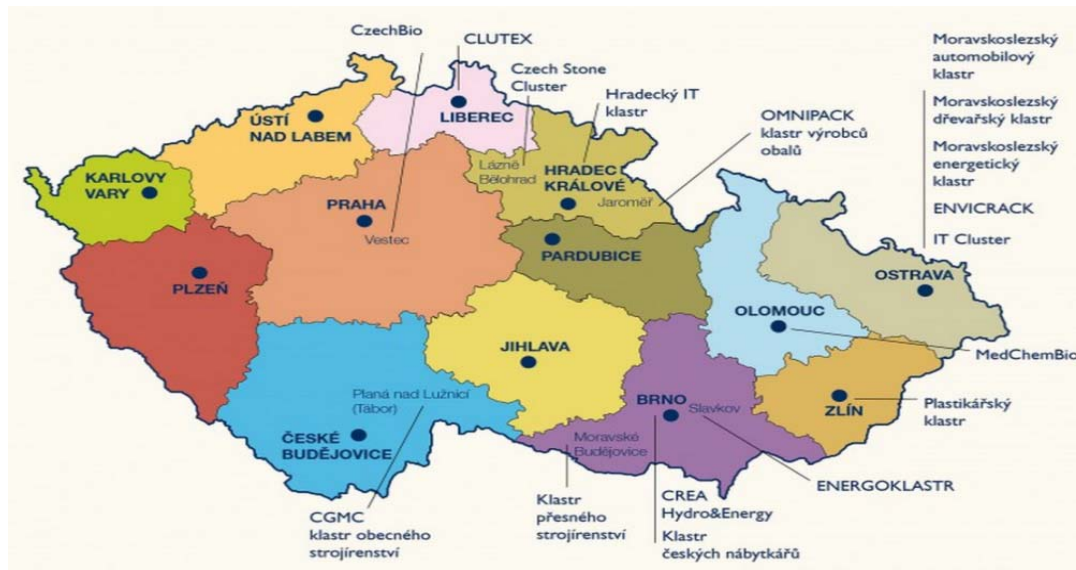 CzechBio
CLUTEX
Czech Stone
Cluster
Hradecký IT
klastr
OMNIPACK
klastr výrobců
obalů
Moravskoslezský
automobilový
klastr
Moravskoslezský
dřevařský klastr
Moravskoslezský
energetický
klastr
ENVICRACK
IT Cluster
ÚSTÍ
NAD LABEM
LIBEREC
KARLOVY
VARY
Lázně
Bělohrad
HRADEC
KRÁLOVÉ
Jaroměř
PRAHA
Vestec
PARDUBICE
PLZEŇ
OSTRAVA
OLOMOUC
MedChemBio
JIHLAVA
Planá nad Lužnicí
(Tábor)
ČESKÉ
BUDĚJOVICE
BRNO
Slavkov
ZLÍN
Plastikářský
klastr
Moravské
Budějovice
ENERGOKLASTR
CGMC
klastr obecného
strojírenství
Klastr
přesného
strojírenství
CREA
Hydro&Energy
Klastr
českých nábytkářů